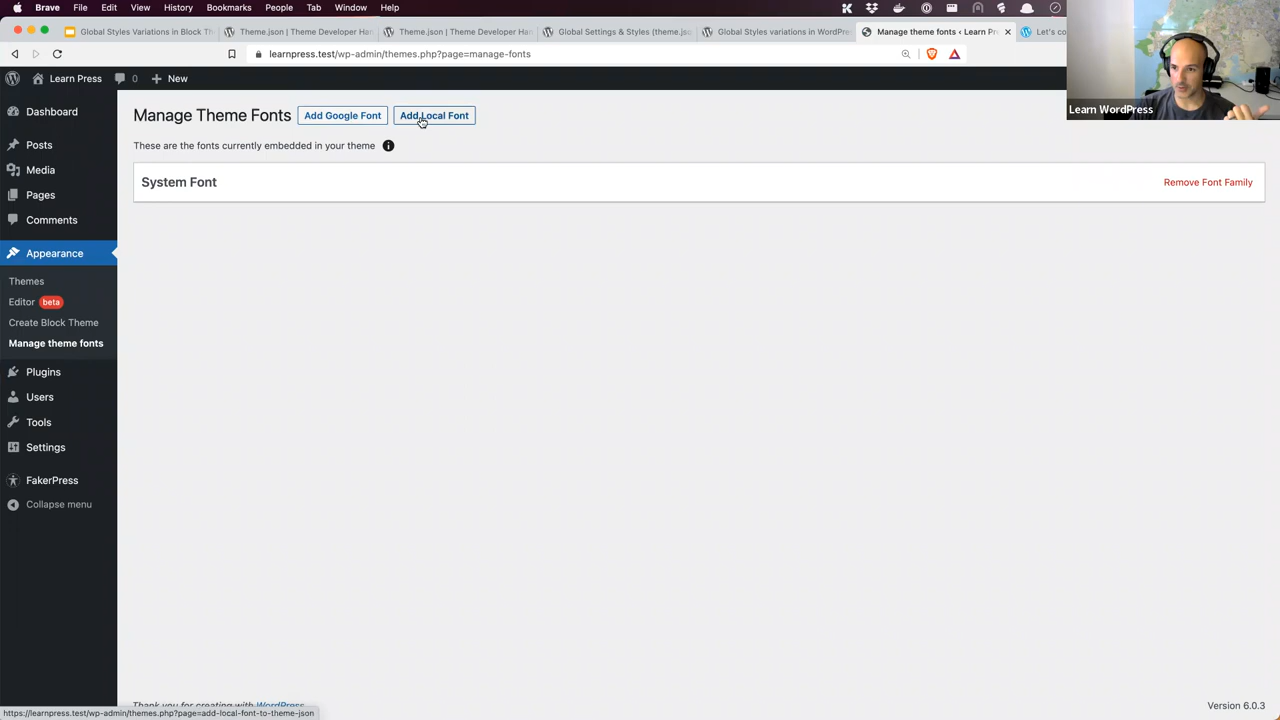 Brave File Edit View History Bookmarks People Tab Window Help
Global Styles Variations in Block Th
Theme.json | Theme Developer Han
Theme.json | Theme Developer Han
Global Settings & Styles (theme.jso
Global Styles variations in WordPre
Manage theme fonts ‹ Learn Pr
Let's co
learnpress.test/wp-admin/themes.php?page=manage-fonts
Learn Press 0 New
Learn WordPress
Dashboard
Posts
Media
Pages
Comments
Appearance
Themes
Editor beta
Create Block Theme
Manage theme fonts
Plugins
Users
Tools
Settings
FakerPress
Collapse menu
Manage Theme Fonts Add Google Font Add Local Font
These are the fonts currently embedded in your theme
System Font Remove Font Family
Thank you for creating with WordPress
Version 6.0.3
https://learnpress.test/wp-admin/themes.php?page=add-local-font-to-theme-json